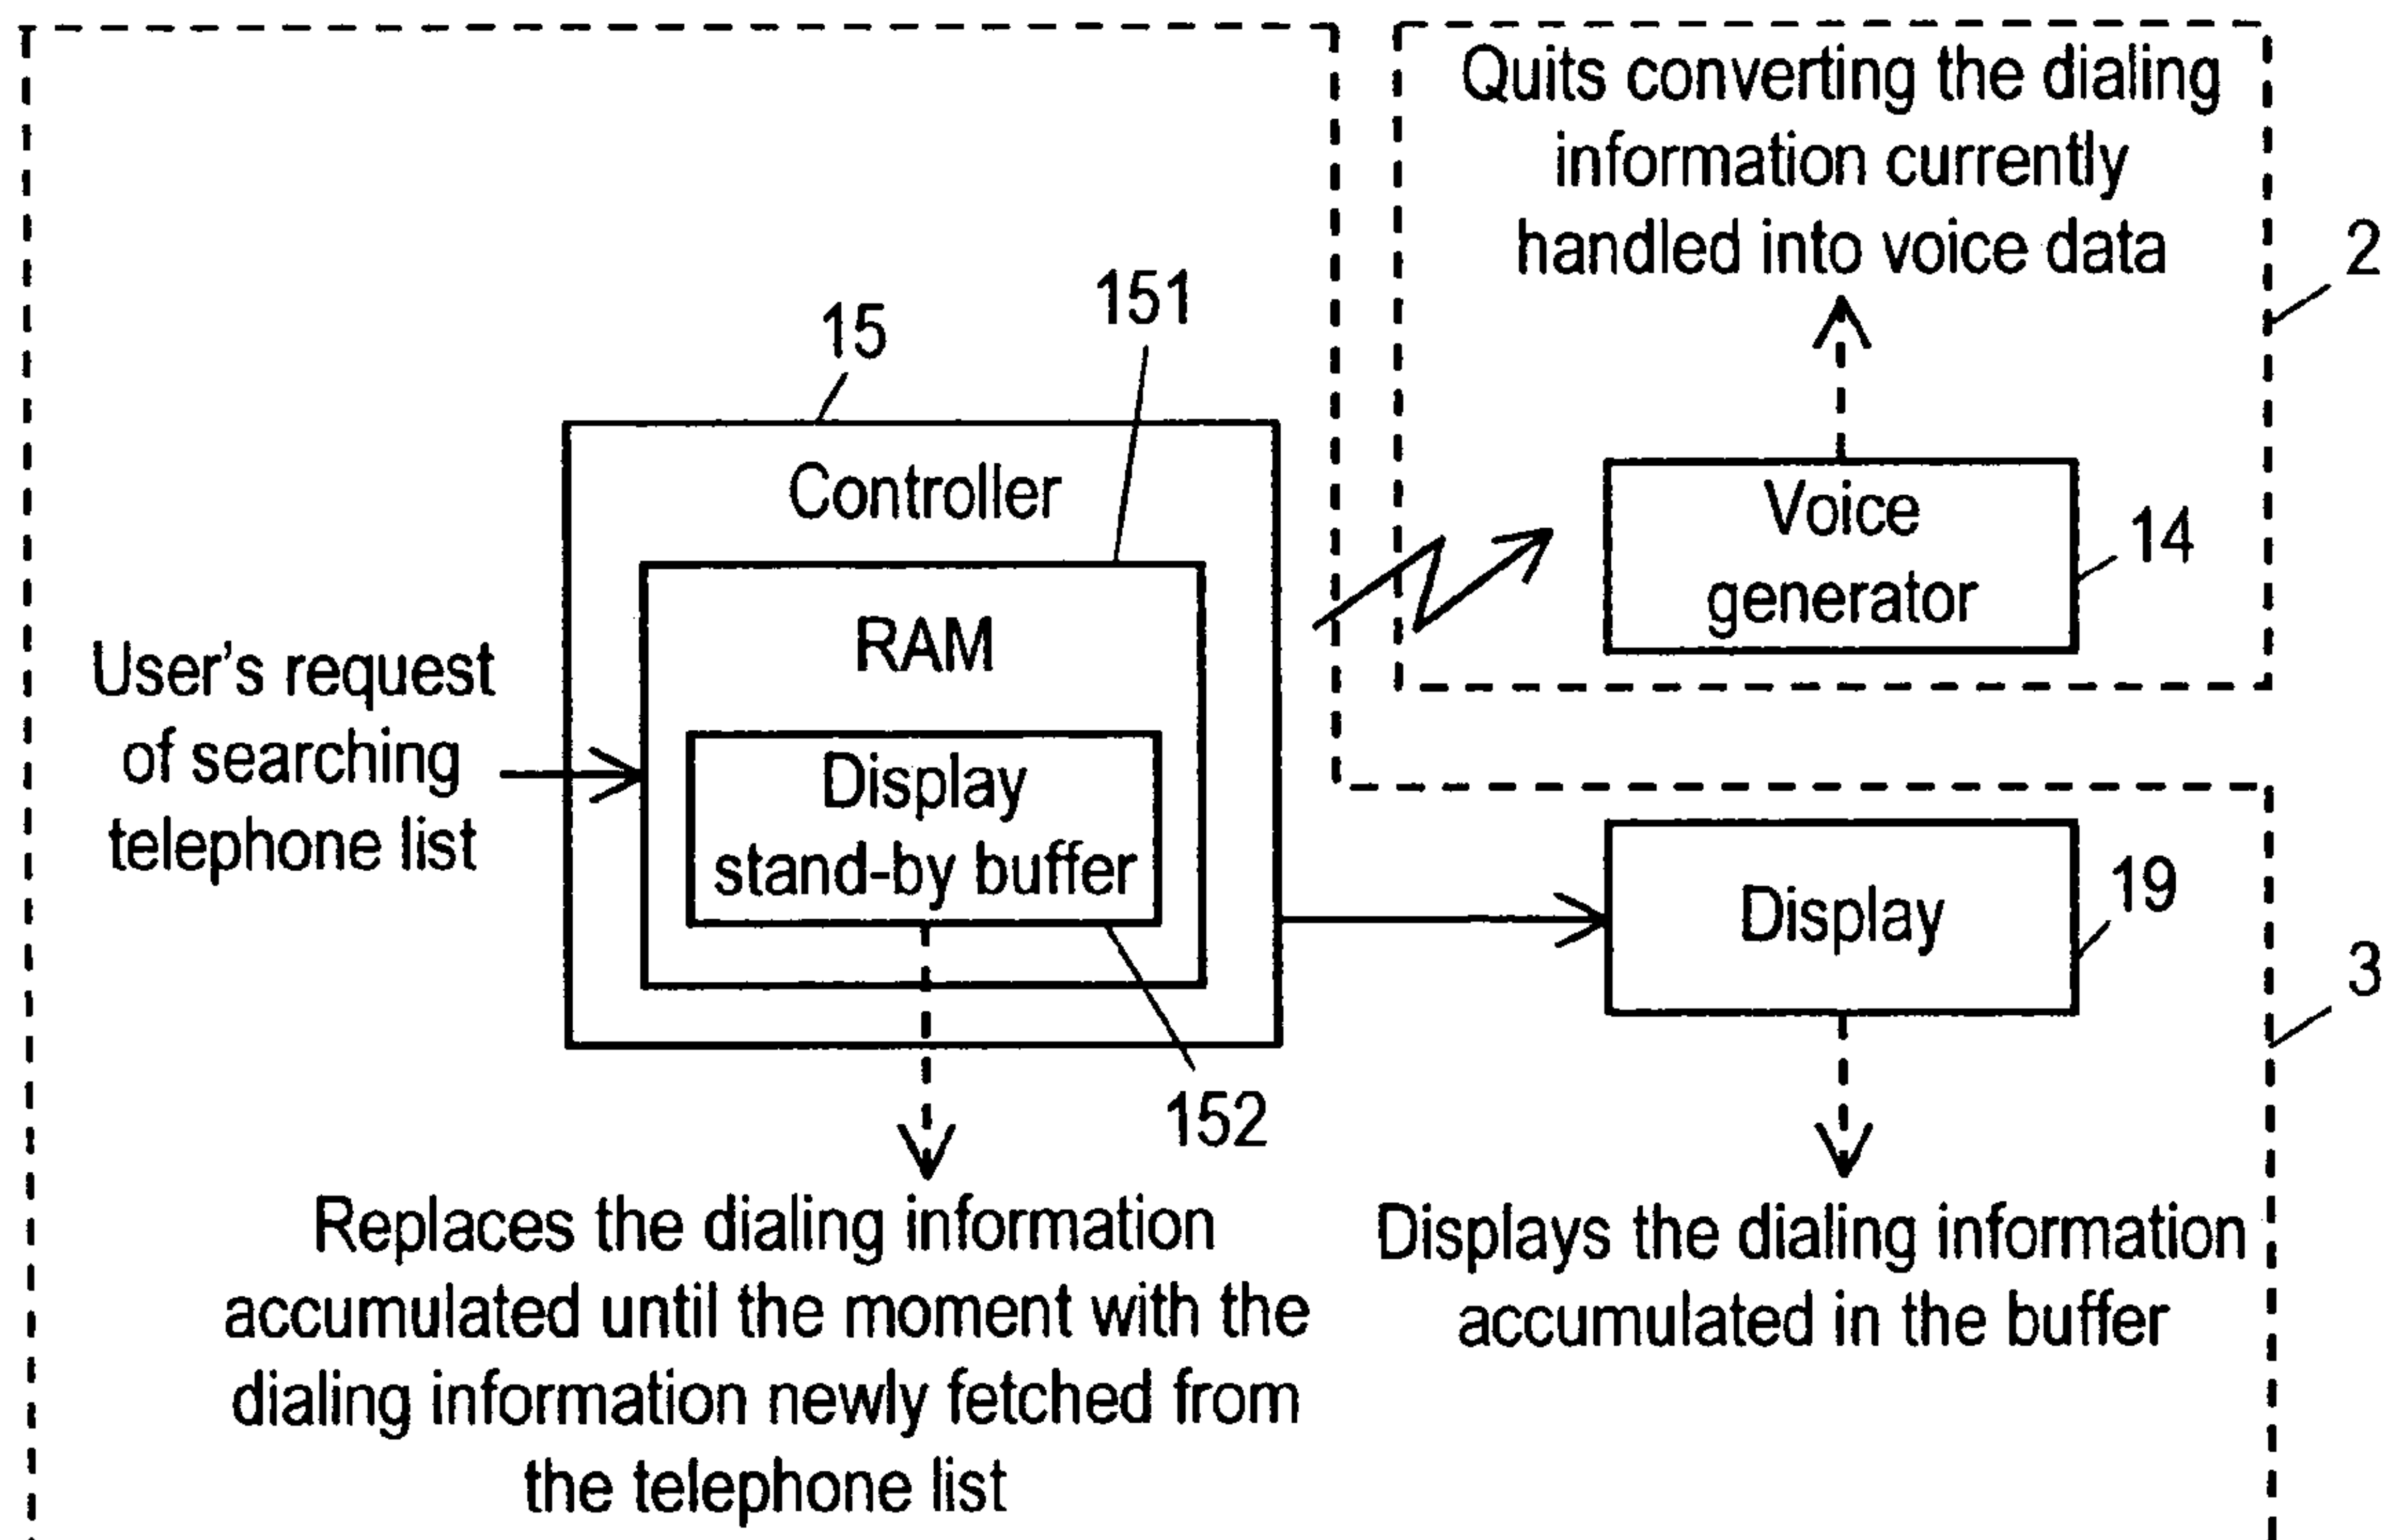 Quits converting the dialing
information currently
handled into voice data
2
151
15
Controller
Voice
generator
14
RAM
User's request
of searching
telephone list
Display
stand-by buffer
Display
19
3
152
Replaces the dialing information
accumulated until the moment with the
dialing information newly fetched from
the telephone list
Displays the dialing information
accumulated in the buffer